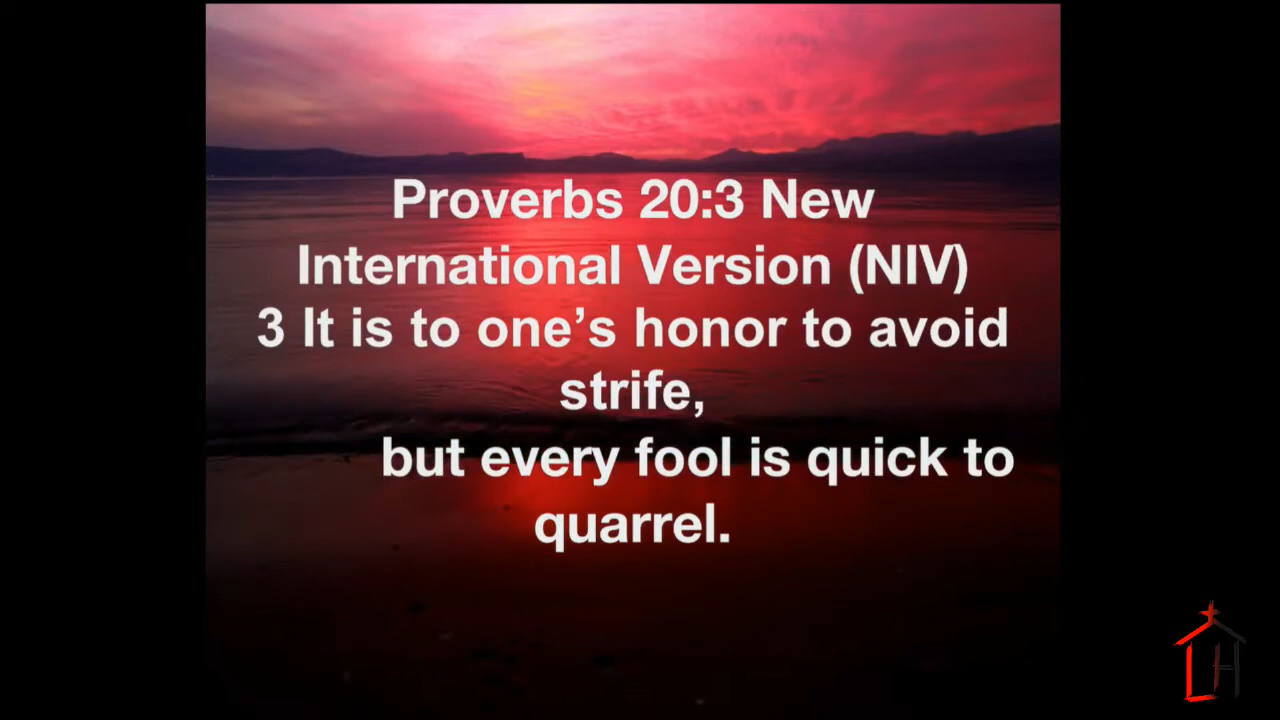 Proverbs 20:3 New
International Version (NIV)
3 It is to one’s honor to avoid
strife,
but every fool is quick to
quarrel.